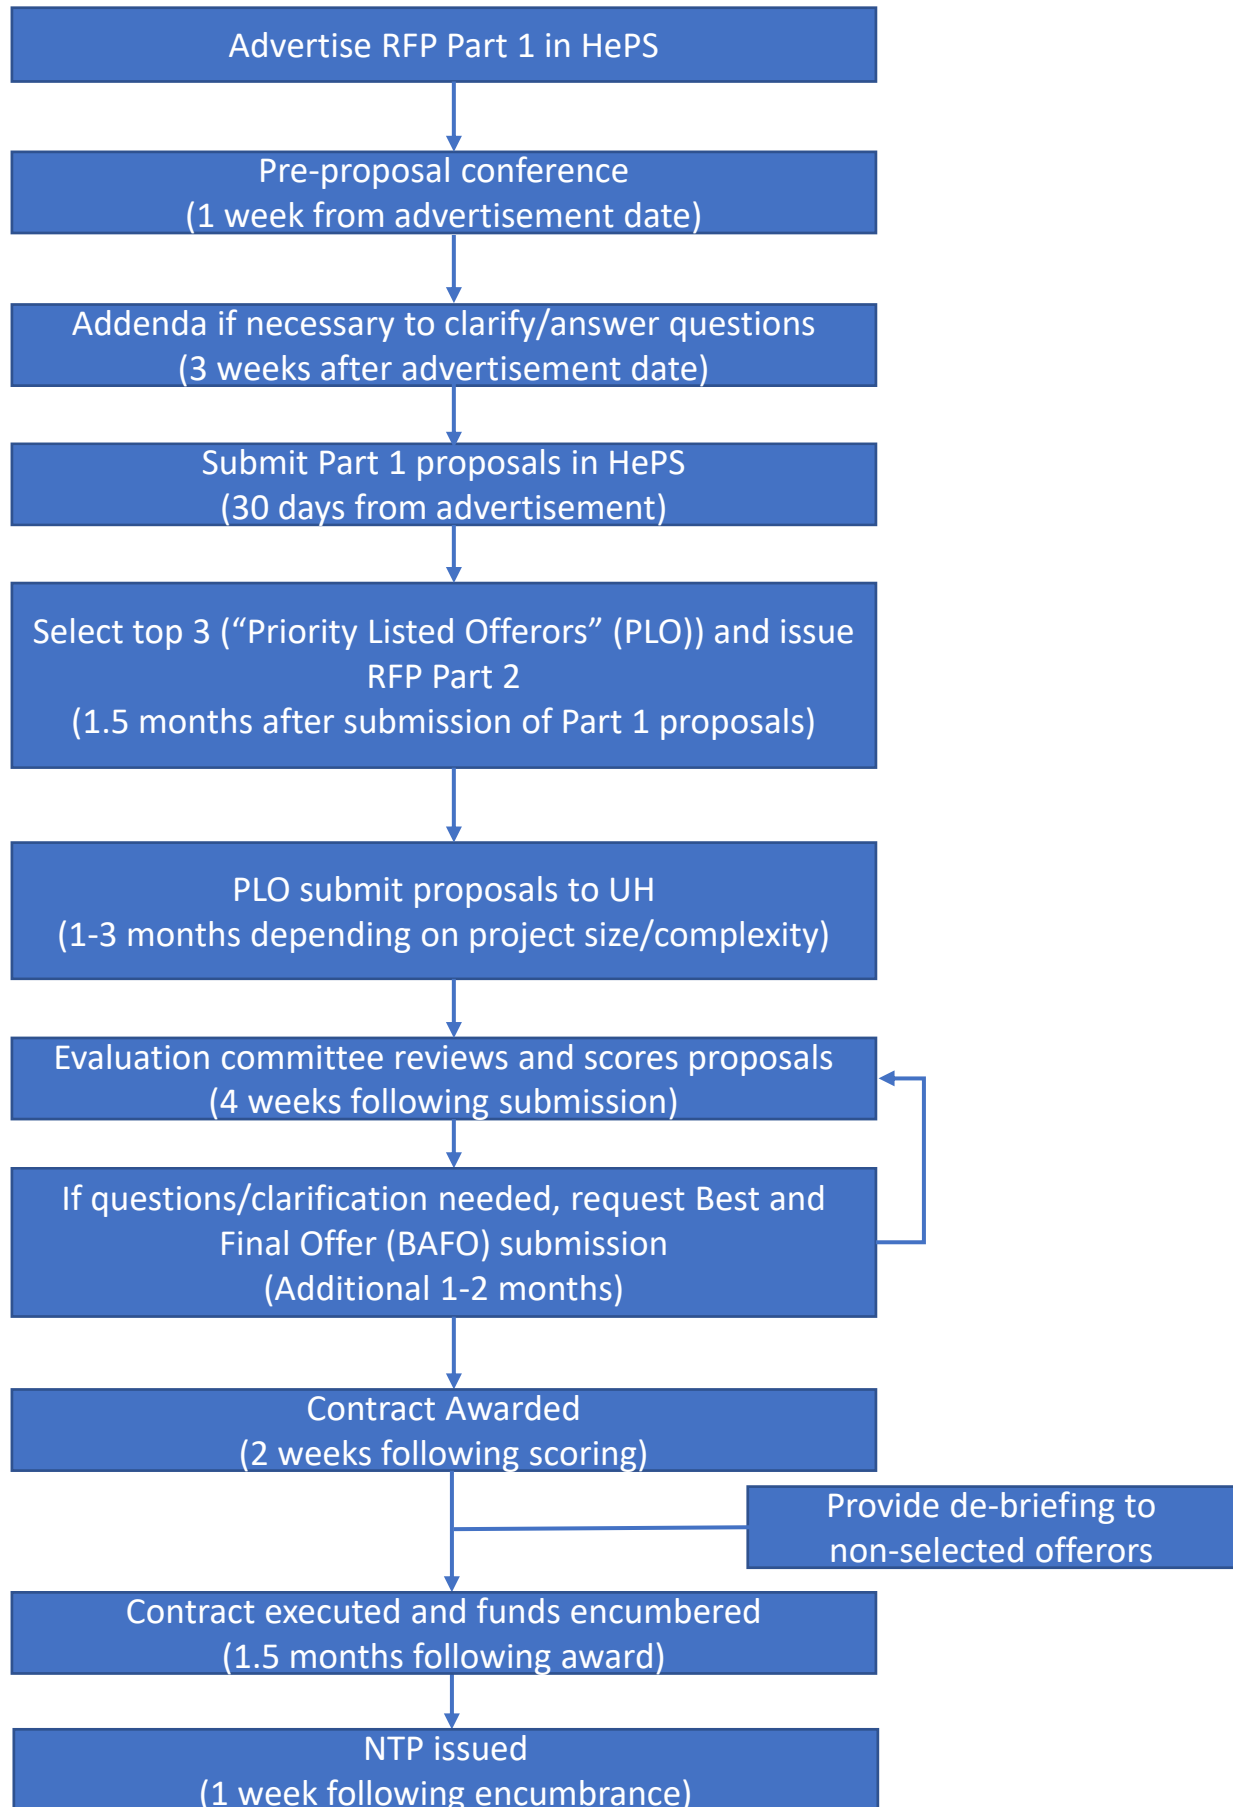 Advertise RFP Part 1 in HePS
Pre-proposal conference
(1 week from advertisement date)
Addenda if necessary to clarify/answer questions
(3 weeks after advertisement date)
Submit Part 1 proposals in HePS
(30 days from advertisement)
Select top 3 (“Priority Listed Offerors” (PLO)) and issue
RFP Part 2
(1.5 months after submission of Part 1 proposals)
PLO submit proposals to UH
(1-3 months depending on project size/complexity)
Evaluation committee reviews and scores proposals
(4 weeks following submission)
If questions/clarification needed, request Best and
Final Offer (BAFO) submission
(Additional 1-2 months)
Contract Awarded
(2 weeks following scoring)
Provide de-briefing to
non-selected offerors
Contract executed and funds encumbered
(1.5 months following award)
NTP issued
(1 week following encumbrance)